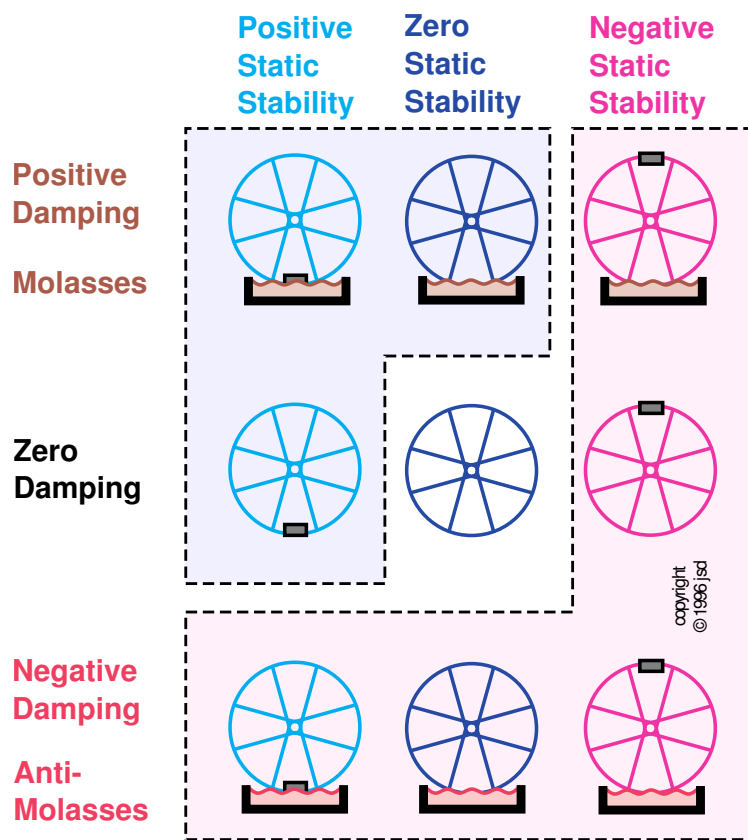 Positive
Static
Stability
Zero
Static
Stability
Negative
Static
Stability
Positive
Damping
Molasses
Zero
Damping
copyright
© 1996 jsd
Negative
Damping
Anti-
Molasses